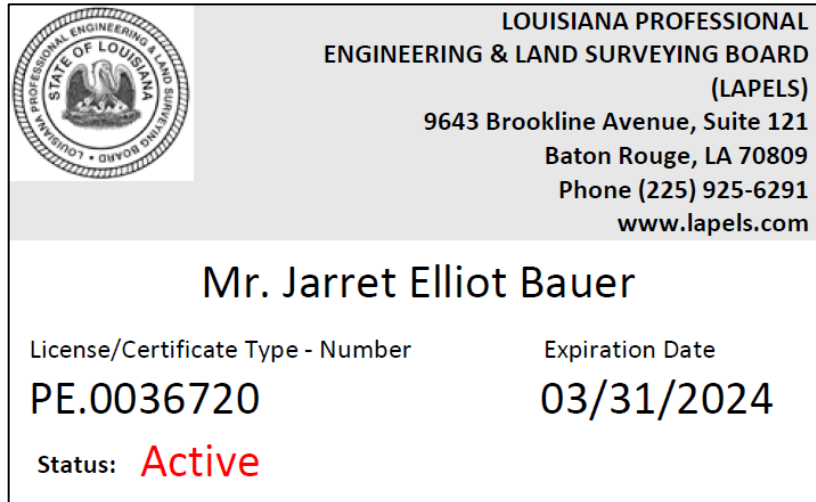 LOUISIANA PROFESSIONAL
ENGINEERING & LAND SURVEYING BOARD
(LAPELS)
9643 Brookline Avenue, Suite 121
Baton Rouge, LA 70809
Phone (225) 925-6291
www.lapels.com
LOUISIANA PROFESSIONAL ENGINEERING & LAND SURVEYING BOARD
STATE OF LOUISIANA
Mr. Jarret Elliot Bauer
License/Certificate Type - Number
Expiration Date
PE.0036720
03/31/2024
Status: Active